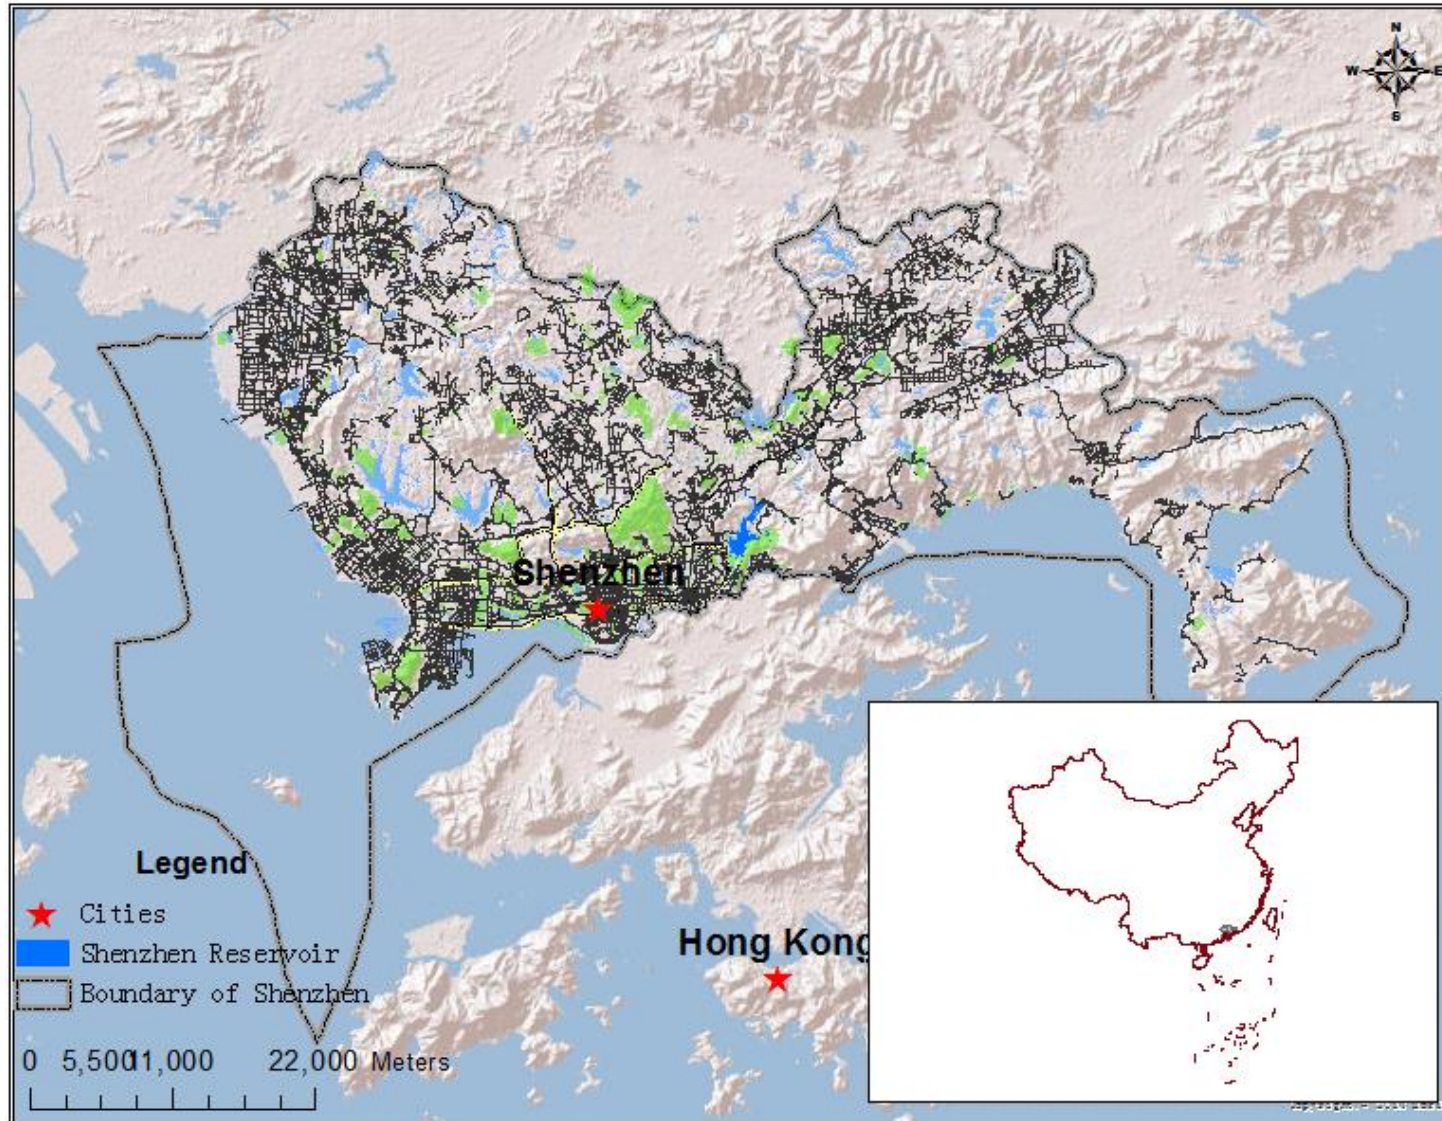 N
W E
S
Shenzhen
Legend
Cities
Shenzhen Reservoir
Boundary of Shenzhen
Hong Kong
0 5,500 11,000 22,000 Meters